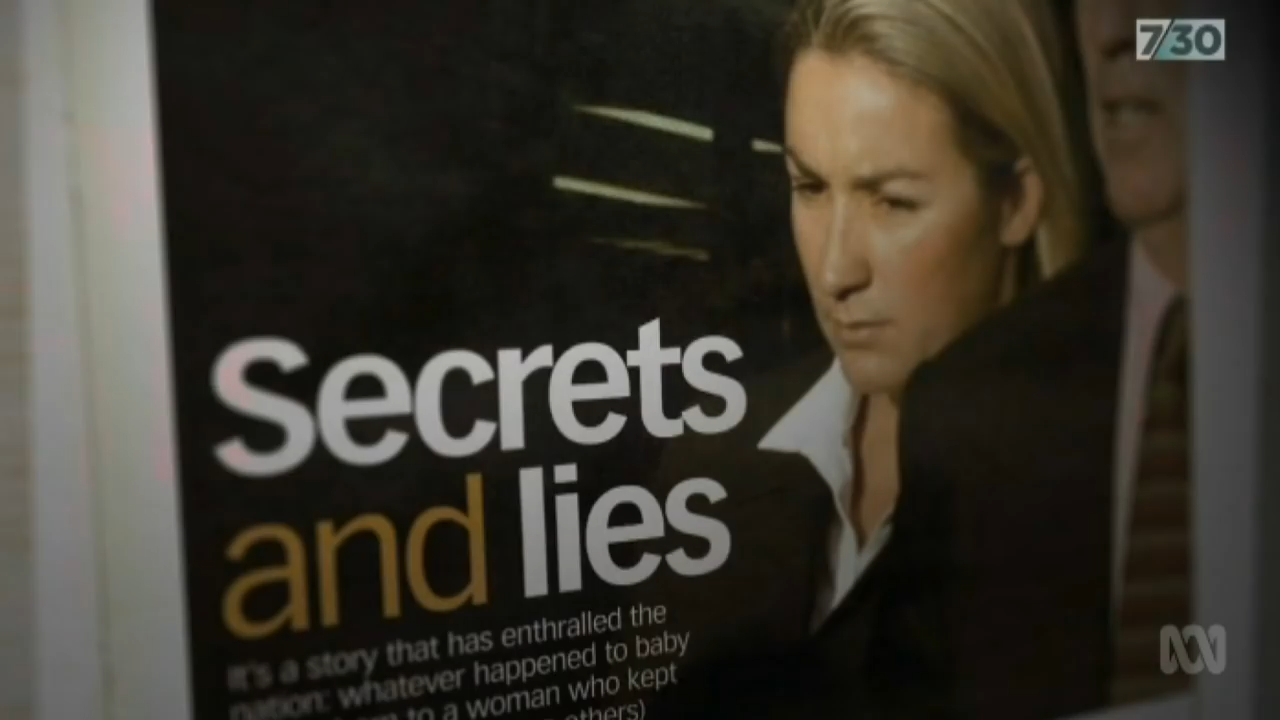 7/30
Secrets
and lies
It's a story that has enthralled the
nation: whatever happened to baby
to a woman who kept
others)